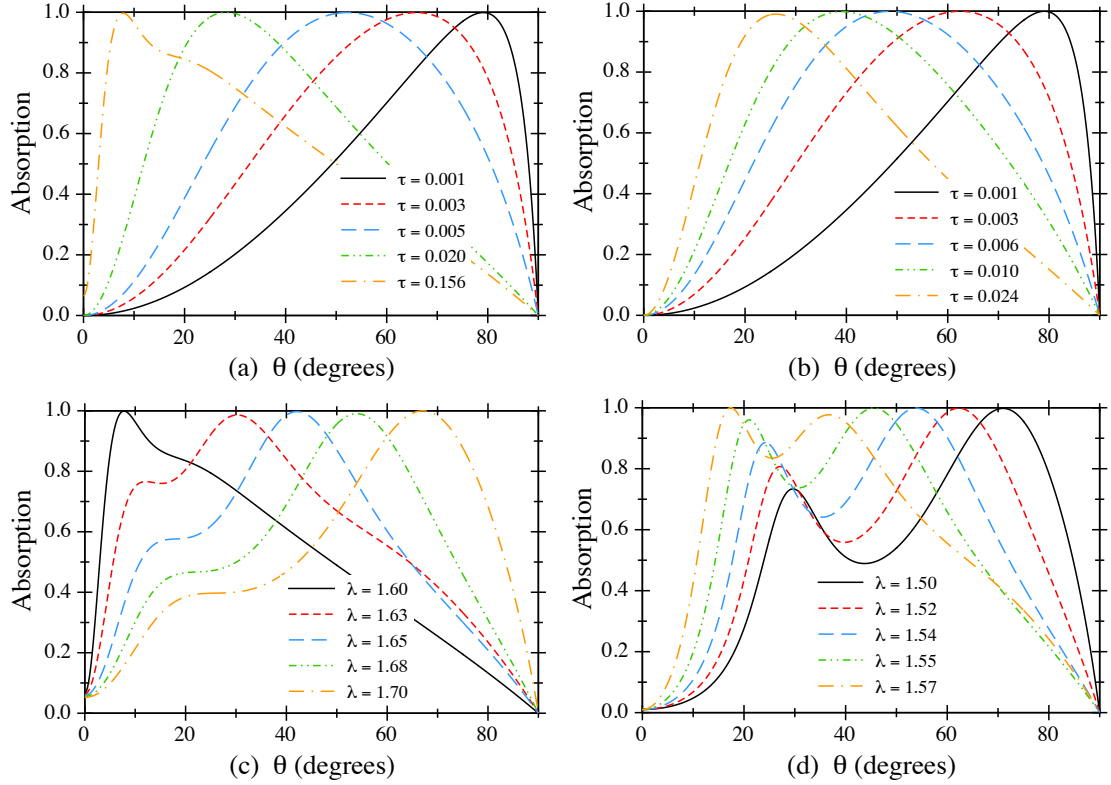 1.0
0.8
0.6
0.4
0.2
0.0
Absorption
τ = 0.001
τ = 0.003
τ = 0.005
τ = 0.020
τ = 0.156
0 20 40 60 80
(a) θ (degrees)
1.0
0.8
0.6
0.4
0.2
0.0
Absorption
τ = 0.001
τ = 0.003
τ = 0.006
τ = 0.010
τ = 0.024
0 20 40 60 80
(b) θ (degrees)
1.0
0.8
0.6
0.4
0.2
0.0
Absorption
λ = 1.60
λ = 1.63
λ = 1.65
λ = 1.68
λ = 1.70
0 20 40 60 80
(c) θ (degrees)
1.0
0.8
0.6
0.4
0.2
0.0
Absorption
λ = 1.50
λ = 1.52
λ = 1.54
λ = 1.55
λ = 1.57
0 20 40 60 80
(d) θ (degrees)